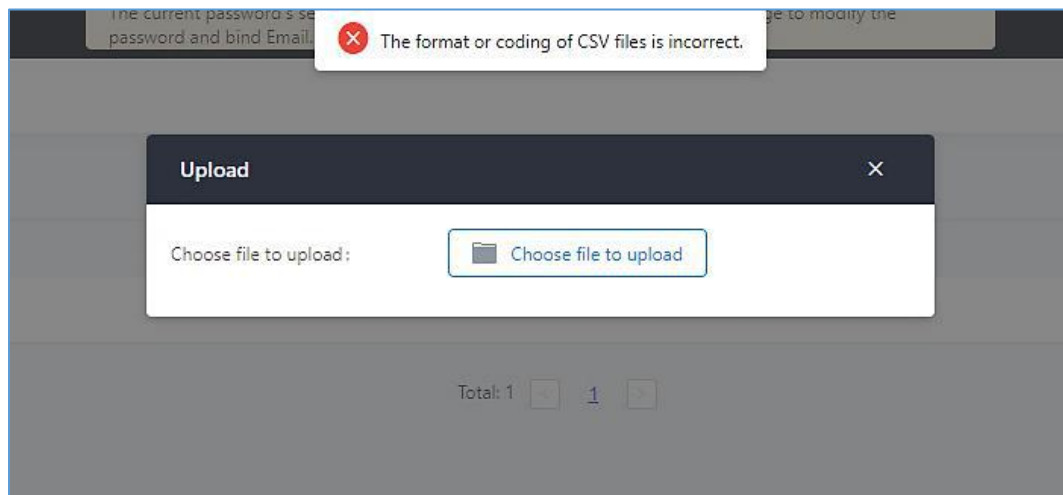 The current password's se
ge to modify the
password and bind Email.
The format or coding of CSV files is incorrect.
Upload
Choose file to upload:
Choose file to upload
Total: 1 < 1 >